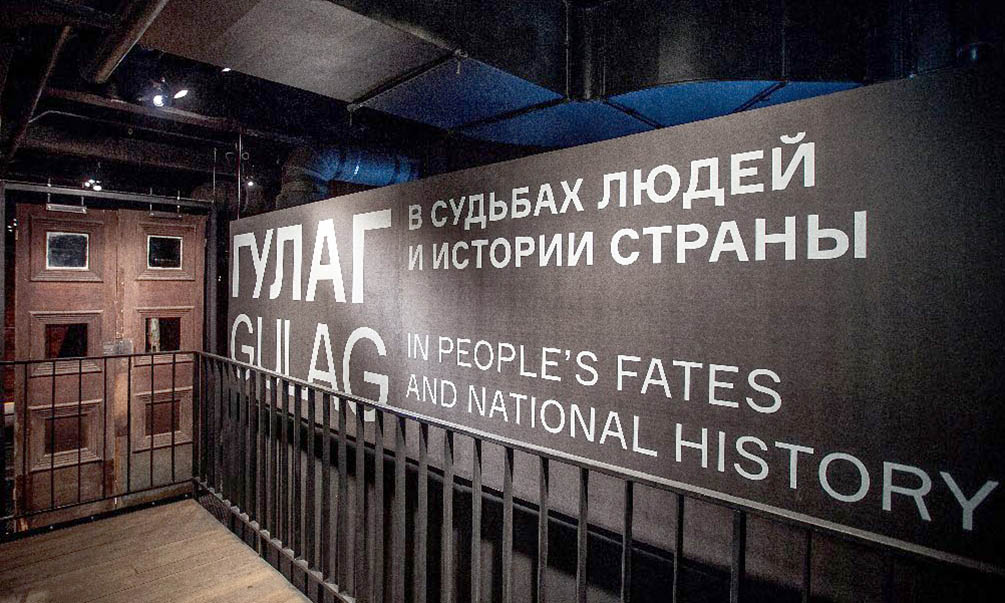 ГУЛАГ
В СУДЬБАХ ЛЮДЕЙ
И ИСТОРИИ СТРАНЫ
GULAG
IN PEOPLE'S FATES
AND NATIONAL HISTORY